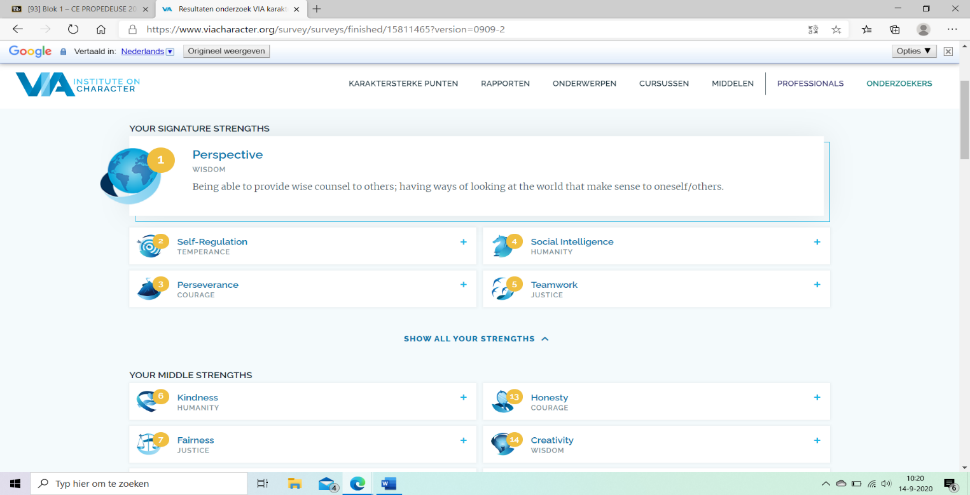 [93] Blok 1 – CE PROPEDEUSE 20
Resultaten onderzoek VIA karakt
https://www.viacharacter.org/survey/surveys/finished/15811465?version=0909-2
Google Vertaald in: Nederlands Origineel weergeven Opties ▼
VIA INSTITUTE ON CHARACTER
KARAKTERSTERKE PUNTEN RAPPORTEN ONDERWERPEN CURSUSSEN MIDDELEN PROFESSIONALS ONDERZOEKERS
YOUR SIGNATURE STRENGTHS
1
Perspective
WISDOM
Being able to provide wise counsel to others; having ways of looking at the world that make sense to oneself/others.
2 Self-Regulation +
TEMPERANCE
4 Social Intelligence +
HUMANITY
3 Perseverance +
COURAGE
5 Teamwork +
JUSTICE
SHOW ALL YOUR STRENGTHS
YOUR MIDDLE STRENGTHS
6 Kindness +
HUMANITY
13 Honesty +
COURAGE
7 Fairness +
JUSTICE
14 Creativity +
WISDOM
Typ hier om te zoeken
4
10:20
14-9-2020
6